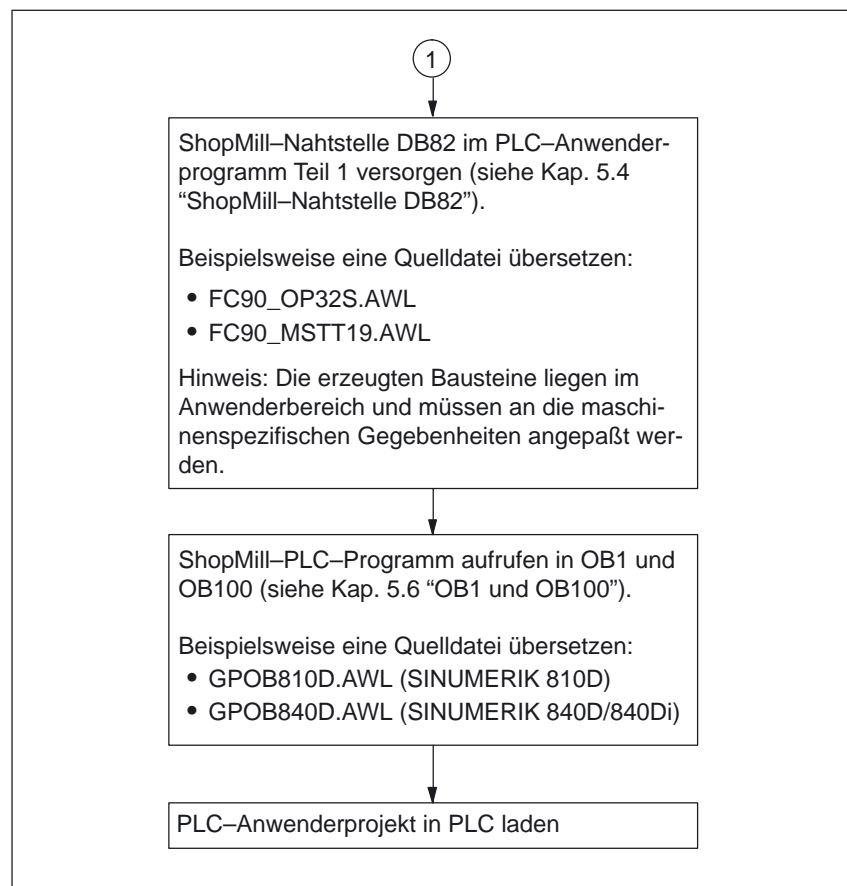 1
ShopMill–Nahtstelle DB82 im PLC–Anwender-
programm Teil 1 versorgen (siehe Kap. 5.4
“ShopMill–Nahtstelle DB82”).
Beispielsweise eine Quelldatei übersetzen:
• FC90_OP32S.AWL
• FC90_MSTT19.AWL
Hinweis: Die erzeugten Bausteine liegen im
Anwenderbereich und müssen an die maschi-
nenspezifischen Gegebenheiten angepaßt wer-
den.
ShopMill–PLC–Programm aufrufen in OB1 und
OB100 (siehe Kap. 5.6 “OB1 und OB100”).
Beispielsweise eine Quelldatei übersetzen:
• GPOB810D.AWL (SINUMERIK 810D)
• GPOB840D.AWL (SINUMERIK 840D/840Di)
PLC–Anwenderprojekt in PLC laden